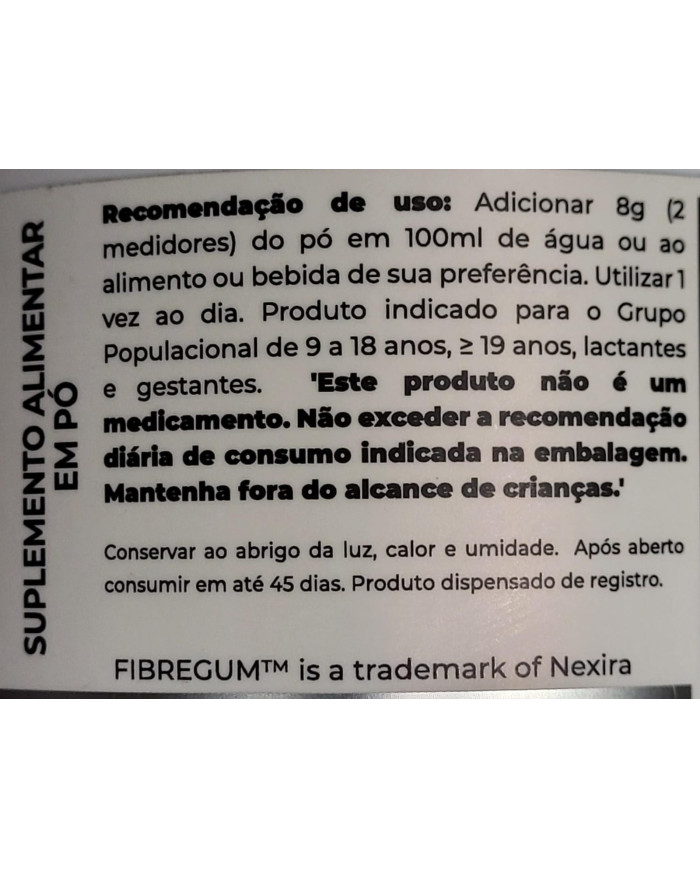 SUPLEMENTO ALIMENTAR
EM PÓ
Recomendação de uso: Adicionar 8g (2
medidores) do pó em 100ml de água ou ao
alimento ou bebida de sua preferência. Utilizar 1
vez ao dia. Produto indicado para o Grupo
Populacional de 9 a 18 anos, ≥ 19 anos, lactantes
e gestantes. 'Este produto não é um
medicamento. Não exceder a recomendação
diária de consumo indicada na embalagem.
Mantenha fora do alcance de crianças.'
Conservar ao abrigo da luz, calor e umidade. Após aberto
consumir em até 45 dias. Produto dispensado de registro.
FIBREGUM™ is a trademark of Nexira